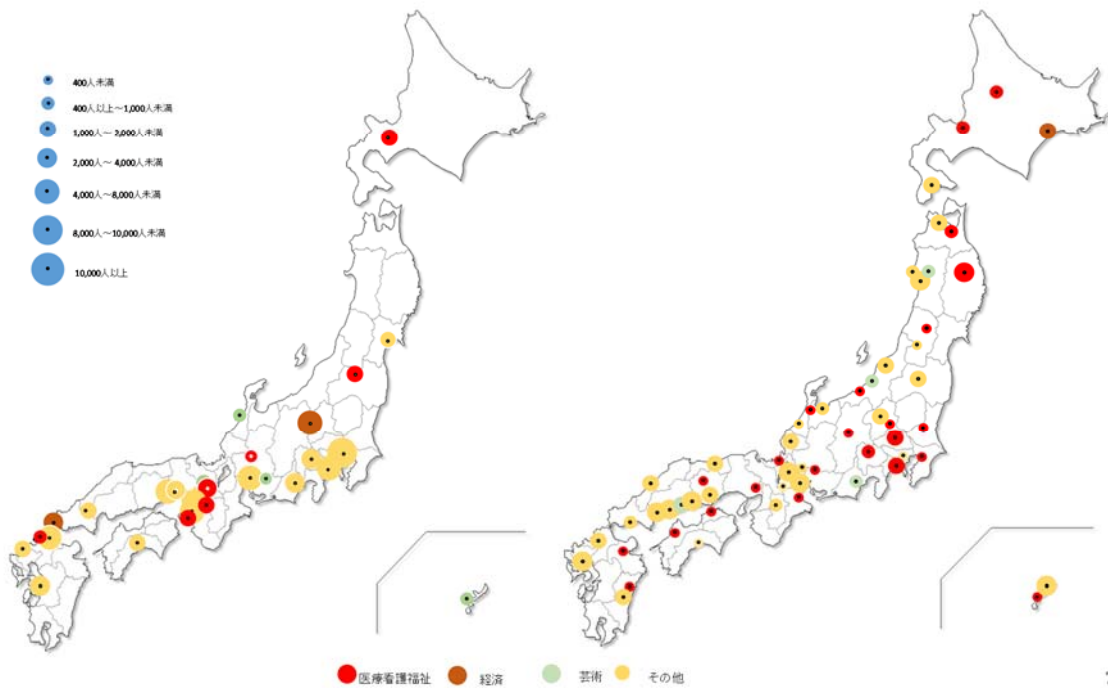 400人未満
400人以上～1,000人未満
1,000人～2,000人未満
2,000人～4,000人未満
4,000人～8,000人未満
8,000人～10,000人未満
10,000人以上
医療看護福祉 経済 芸術 その他